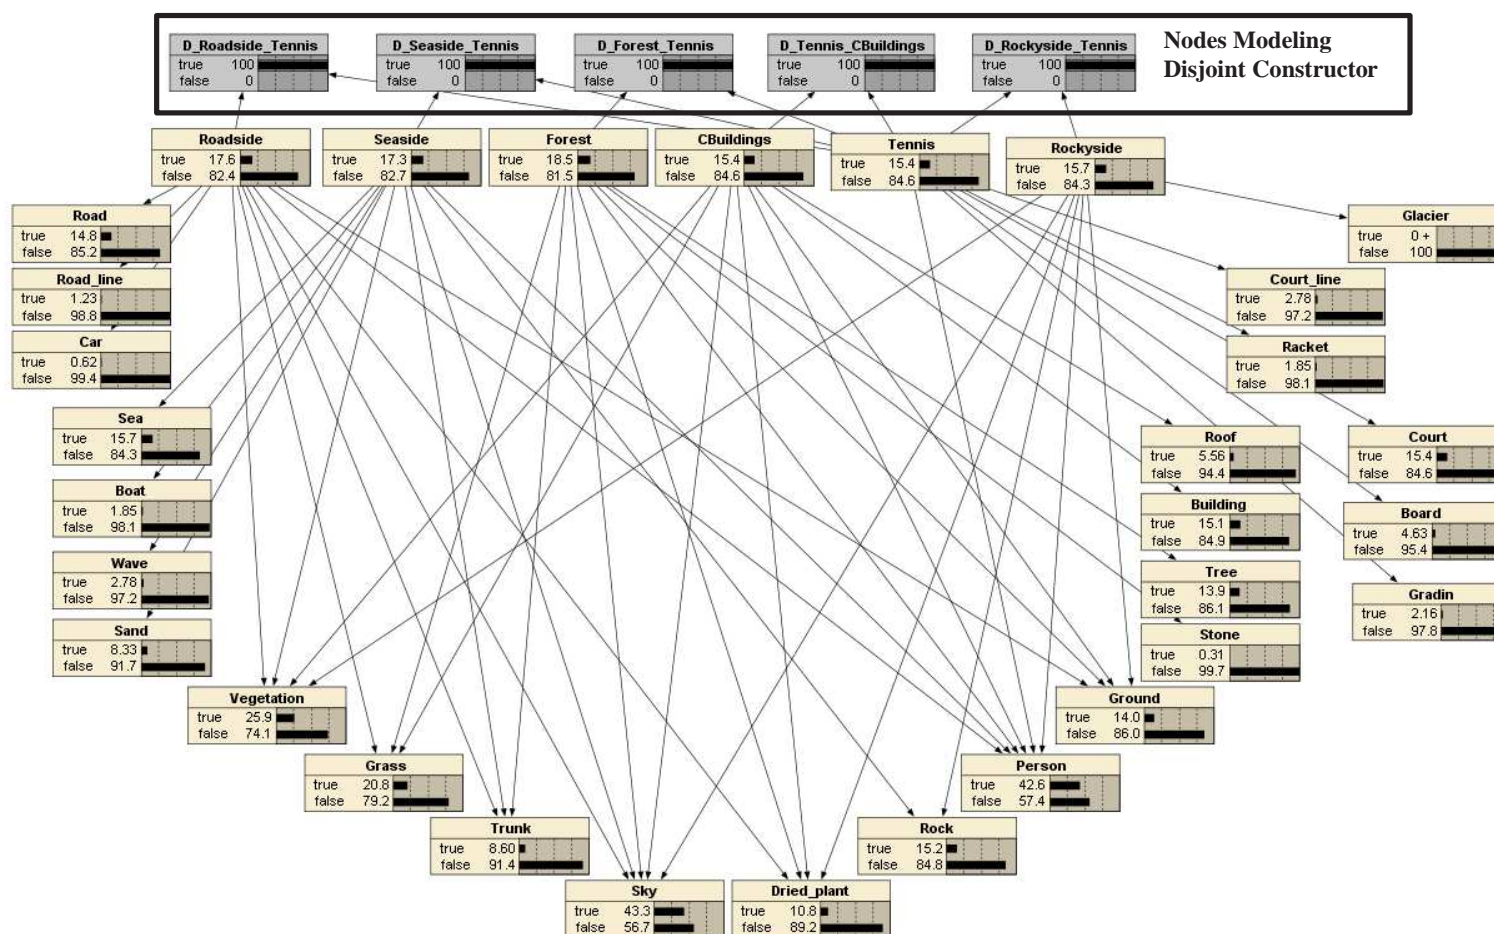 D_Roadside_Tennis
true 100
false 0
D_Seaside_Tennis
true 100
false 0
D_Forest_Tennis
true 100
false 0
D_Tennis_CBuildings
true 100
false 0
D_Rockyside_Tennis
true 100
false 0
Nodes Modeling
Disjoint Constructor
Roadside
true 17.6
false 82.4
Seaside
true 17.3
false 82.7
Forest
true 18.5
false 81.5
CBuildings
true 15.4
false 84.6
Tennis
true 15.4
false 84.6
Rockyside
true 15.7
false 84.3
Road
true 14.8
false 85.2
Road_line
true 1.23
false 98.8
Car
true 0.62
false 99.4
Sea
true 15.7
false 84.3
Boat
true 1.85
false 98.1
Wave
true 2.78
false 97.2
Sand
true 8.33
false 91.7
Vegetation
true 25.9
false 74.1
Grass
true 20.8
false 79.2
Trunk
true 8.60
false 91.4
Sky
true 43.3
false 56.7
Dried_plant
true 10.8
false 89.2
Rock
true 15.2
false 84.8
Person
true 42.6
false 57.4
Ground
true 14.0
false 86.0
Stone
true 0.31
false 99.7
Tree
true 13.9
false 86.1
Building
true 15.1
false 84.9
Roof
true 5.56
false 94.4
Glacier
true 0 +
false 100
Court_line
true 2.78
false 97.2
Racket
true 1.85
false 98.1
Court
true 15.4
false 84.6
Board
true 4.63
false 95.4
Gradin
true 2.16
false 97.8